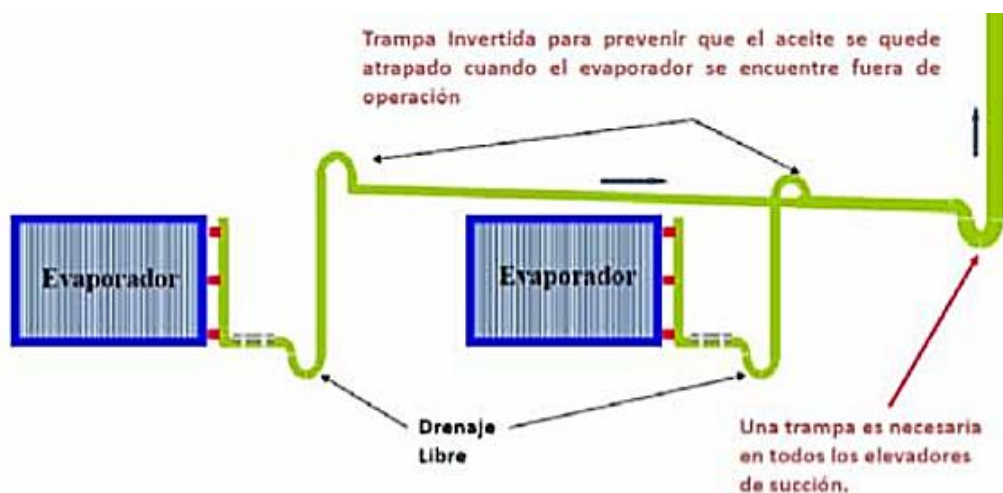 Trampa Invertida para prevenir que el aceite se quede
atrapado cuando el evaporador se encuentre fuera de
operación
Evaporador
Evaporador
Drenaje
Libre
Una trampa es necesaria
en todos los elevadores
de succión.